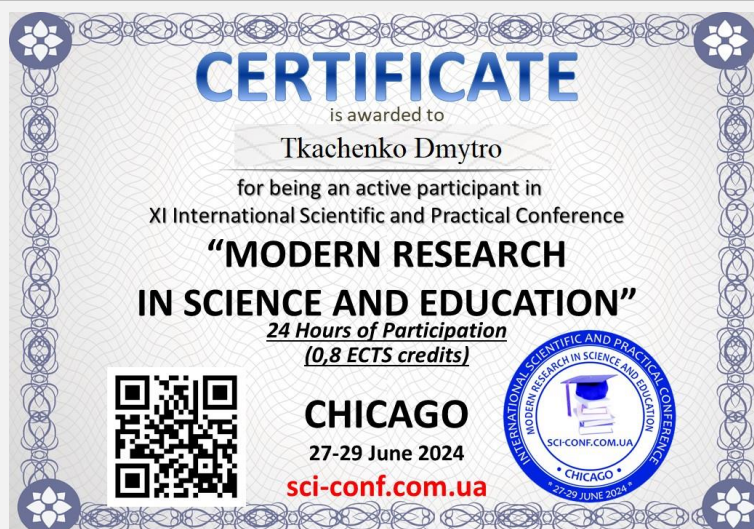 CERTIFICATE
is awarded to
Tkachenko Dmytro
for being an active participant in
XI International Scientific and Practical Conference
“MODERN RESEARCH
IN SCIENCE AND EDUCATION”
24 Hours of Participation
(0,8 ECTS credits)
CHICAGO
27-29 June 2024
sci-conf.com.ua
INTERNATIONAL SCIENTIFIC AND PRACTICAL CONFERENCE
MODERN RESEARCH IN SCIENCE AND EDUCATION
SCI-CONF.COM.UA
• CHICAGO •
* 27-29 JUNE 2024 *